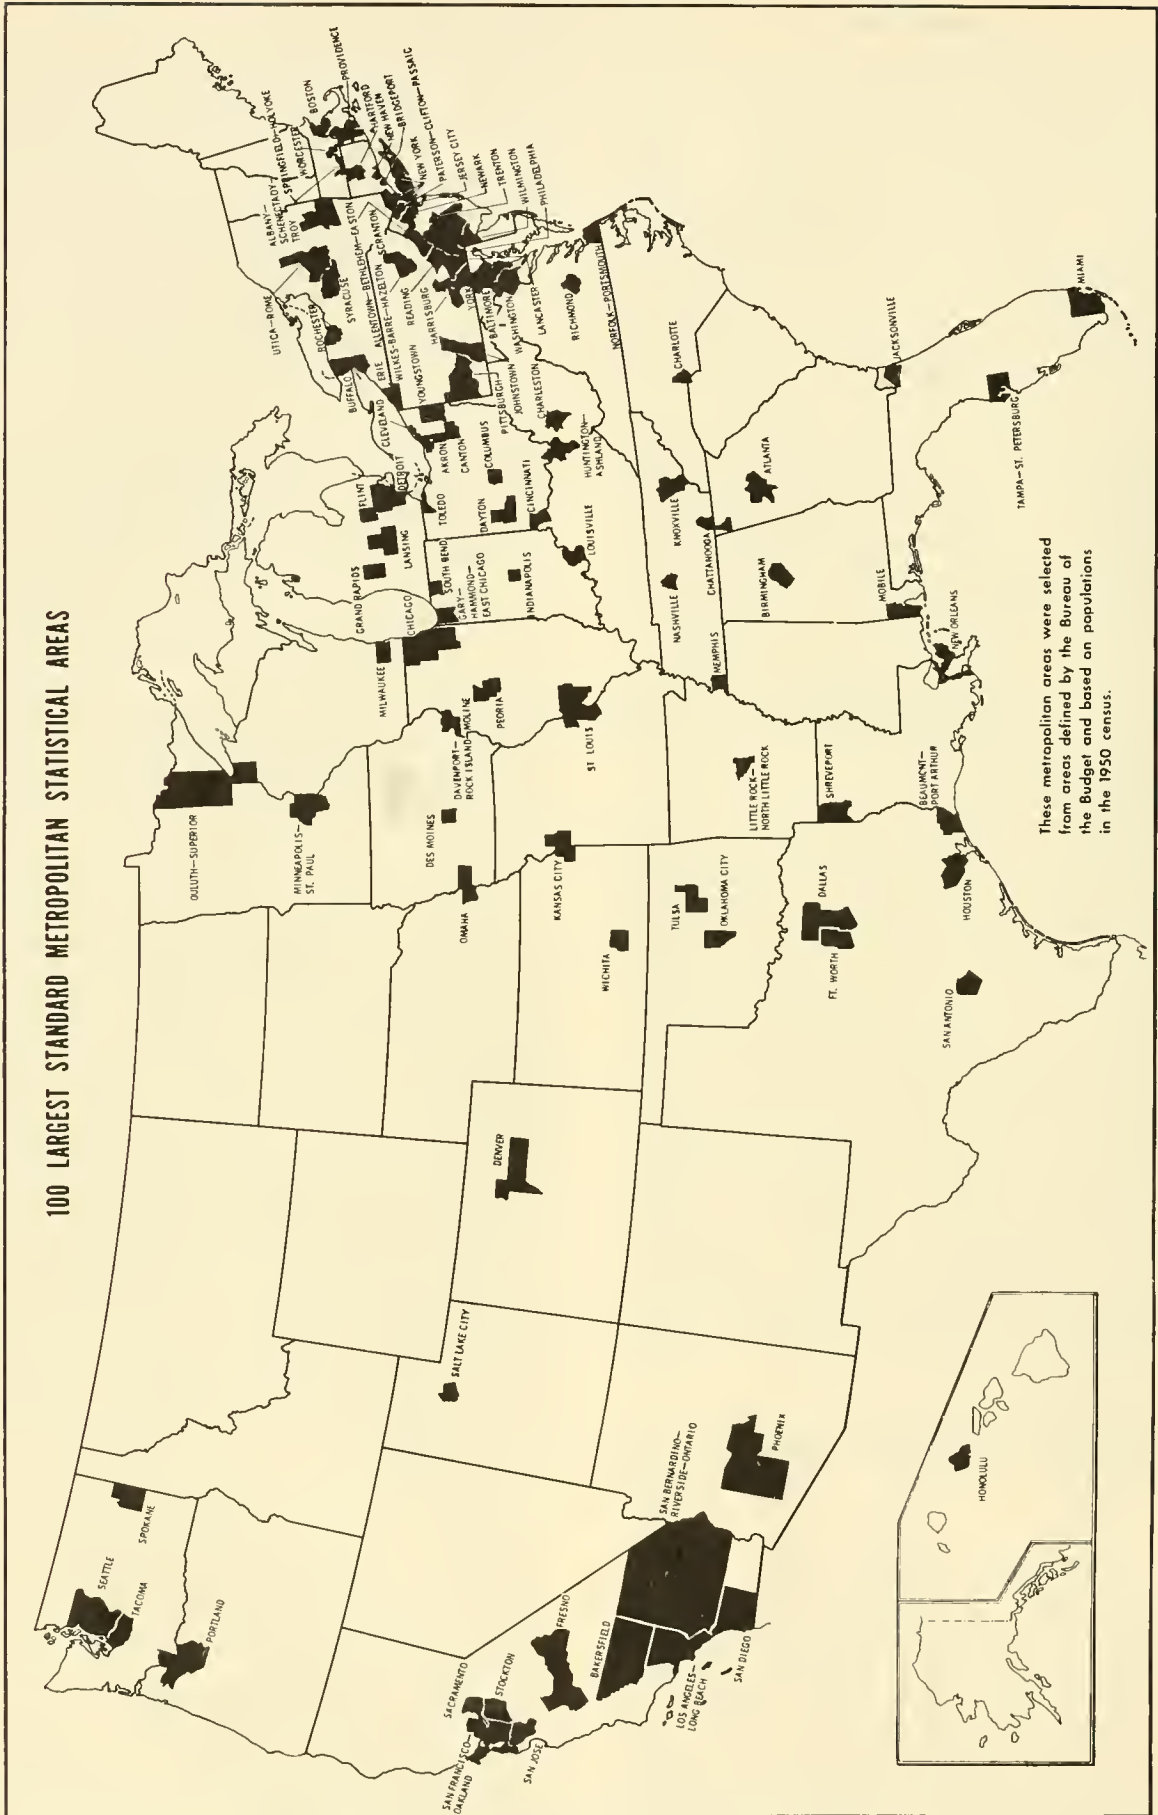 100 LARGEST STANDARD METROPOLITAN STATISTICAL AREAS
SEATTLE
TACOMA
SPOKANE
PORTLAND
SACRAMENTO
STOCKTON
SAN FRANCISCO—
OAKLAND
SAN JOSE
FRESNO
BAKERSFIELD
LOS ANGELES—
LONG BEACH
SAN DIEGO
SAN BERNARDINO—
RIVERSIDE—ONTARIO
PHOENIX
SALT LAKE CITY
DENVER
DULUTH—SUPERIOR
MINNEAPOLIS—
ST. PAUL
DES MOINES
OMAHA
DAVENPORT—
ROCK ISLAND—MOLINE
PEORIA
KANSAS CITY
ST LOUIS
WICHITA
TULSA
OKLAHOMA CITY
LITTLE ROCK—
NORTH LITTLE ROCK
DALLAS
FT. WORTH
SHREVEPORT
BEAUMONT—
PORT ARTHUR
HOUSTON
SAN ANTONIO
NEW ORLEANS
MOBILE
MEMPHIS
NASHVILLE
KNOXVILLE
CHATTANOOGA
BIRMINGHAM
ATLANTA
CHARLOTTE
JACKSONVILLE
TAMPA—ST. PETERSBURG
MIAMI
MILWAUKEE
CHICAGO
GRAND RAPIDS
LANSING
FLINT
DETROIT
SOUTH BEND
GARY—
HAMMOND—
EAST CHICAGO
INDIANAPOLIS
LOUISVILLE
TOLEDO
DAYTON
CINCINNATI
COLUMBUS
CLEVELAND
AKRON
CANTON
YOUNGSTOWN
ERIE
BUFFALO
ROCHESTER
SYRACUSE
UTICA—ROME
ALBANY—
SCHENECTADY—
TROY
SPRINGFIELD—HOLYOKE
WORCESTER
BOSTON
PROVIDENCE
HARTFORD
NEW HAVEN
BRIDGEPORT
NEW YORK
PATERSON—CLIFTON—PASSAIC
JERSEY CITY
NEWARK
TRENTON
WILMINGTON
PHILADELPHIA
ALLENTOWN—BETHLEHEM—EASTON
SCRANTON
WILKES-BARRE—HAZELTON
READING
HARRISBURG
YORK
BALTIMORE
WASHINGTON
LANCASTER
PITTSBURGH
JOHNSTOWN
CHARLESTON
HUNTINGTON—
ASHLAND
RICHMOND
NORFOLK—PORTSMOUTH
HONOLULU
These metropolitan areas were selected
from areas defined by the Bureau of
the Budget and based on populations
in the 1950 census.